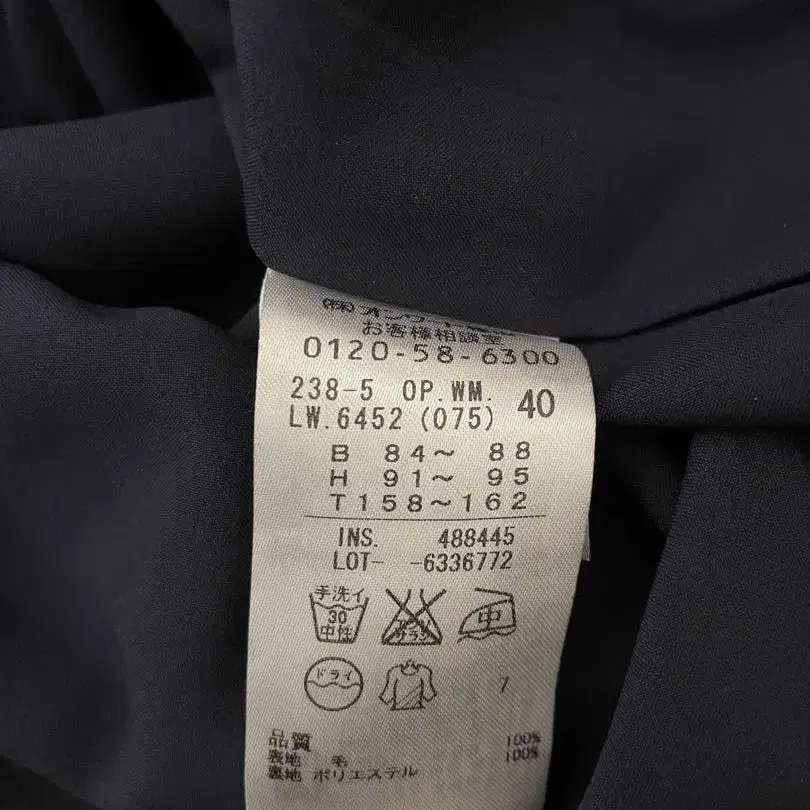 お客様相談室
0120-58-6300
238-5 OP.WM.
LW.6452 (075) 40
B 84～ 88
H 91～ 95
T158～162
INS. 488445
LOT- -6336772
手洗イ
30
中性
中
ドライ
7
品質
表地 毛 100%
裏地 ポリエステル 100%